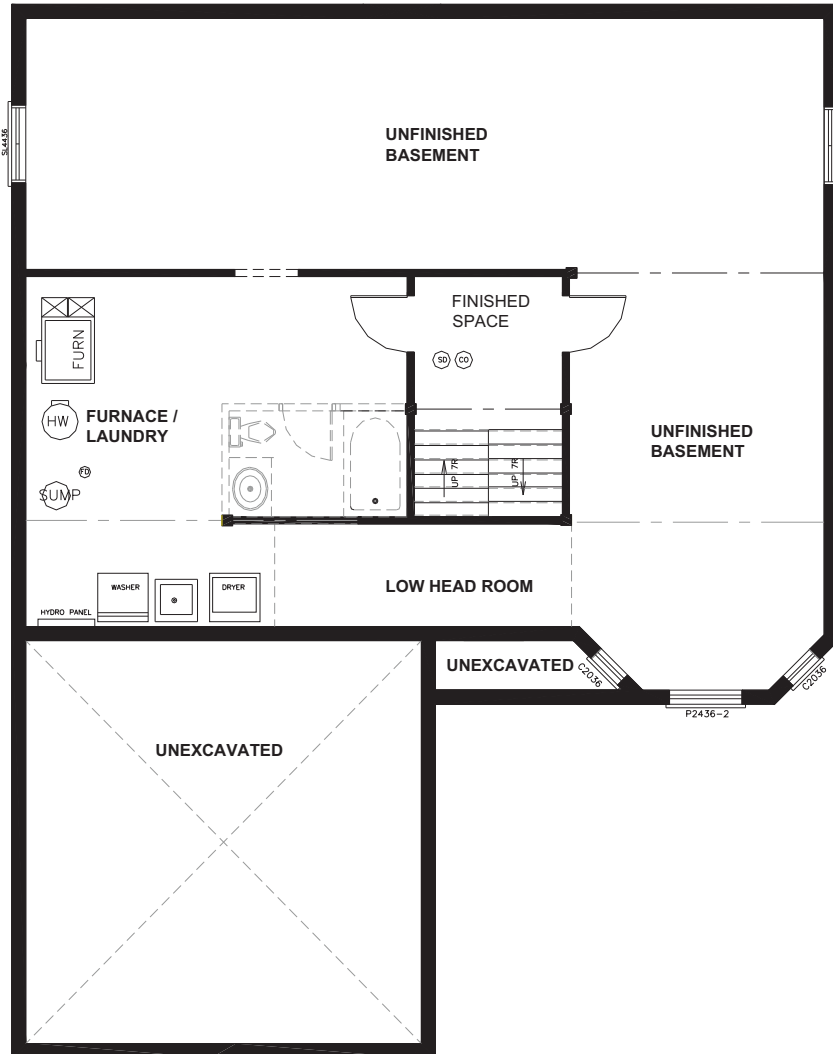 SL4436
UNFINISHED
BASEMENT
FINISHED
SPACE
FURN
SD
CO
HW
FURNACE /
LAUNDRY
UNFINISHED
BASEMENT
FD
SUMP
UP 7R
UP 7R
WASHER
DRYER
LOW HEAD ROOM
HYDRO PANEL
UNEXCAVATED
C2036
C2036
P2436-2
UNEXCAVATED